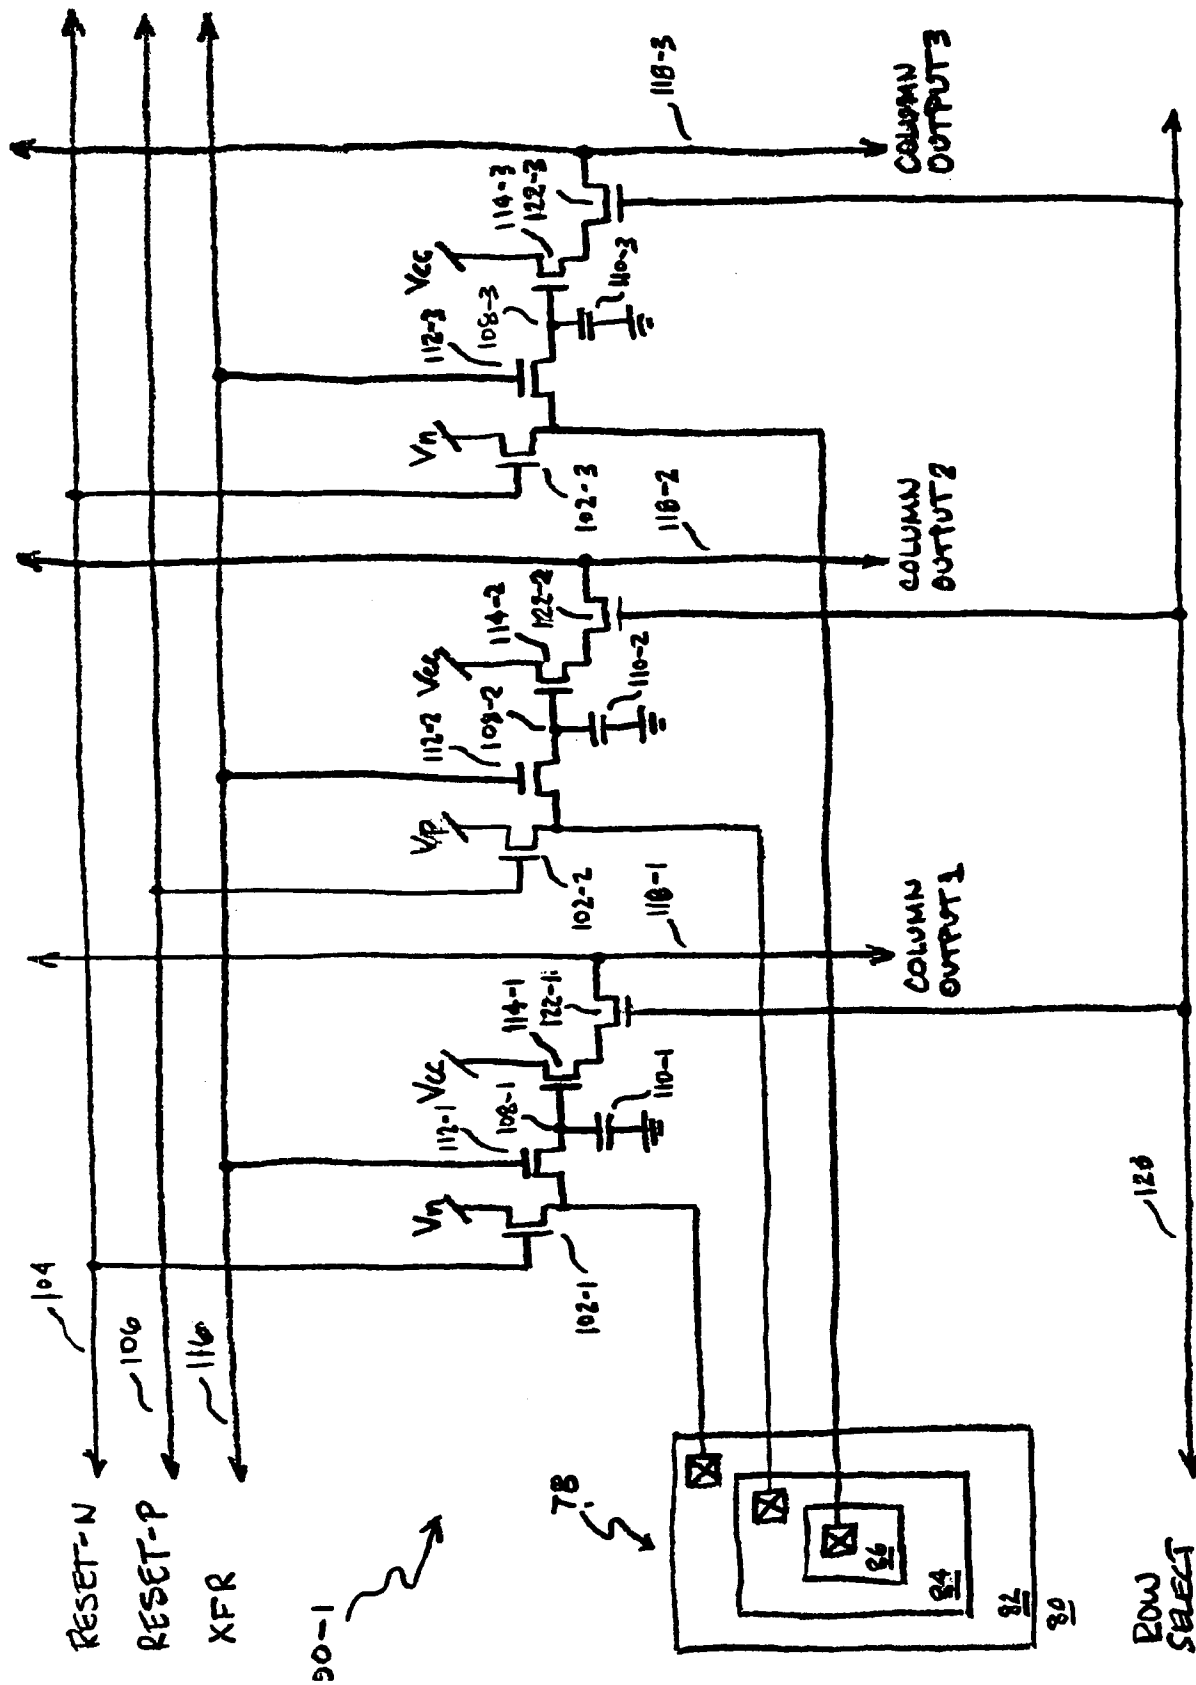 RESET-N
104
RESET-P
106
XFR
116
90-1
Vn
112-1
108-1
Vcc
114-1
122-1
110-1
102-1
118-1
COLUMN
OUTPUT 1
Vp
112-2
108-2
Vcc
114-2
122-2
110-2
102-2
118-2
COLUMN
OUTPUT 2
Vn
112-3
108-3
Vcc
114-3
122-3
110-3
102-3
118-3
COLUMN
OUTPUT 3
78
86
84
82
80
120
ROW
SELECT